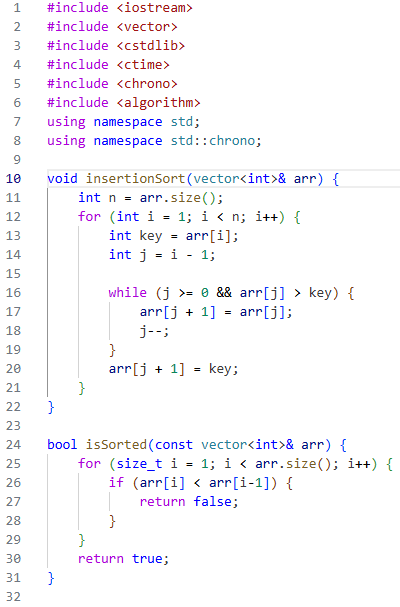 1 #include <iostream>
2 #include <vector>
3 #include <cstdlib>
4 #include <ctime>
5 #include <chrono>
6 #include <algorithm>
7 using namespace std;
8 using namespace std::chrono;
9
10 void insertionSort(vector<int>& arr) {
11     int n = arr.size();
12     for (int i = 1; i < n; i++) {
13         int key = arr[i];
14         int j = i - 1;
15
16         while (j >= 0 && arr[j] > key) {
17             arr[j + 1] = arr[j];
18             j--;
19         }
20         arr[j + 1] = key;
21     }
22 }
23
24 bool isSorted(const vector<int>& arr) {
25     for (size_t i = 1; i < arr.size(); i++) {
26         if (arr[i] < arr[i-1]) {
27             return false;
28         }
29     }
30     return true;
31 }
32